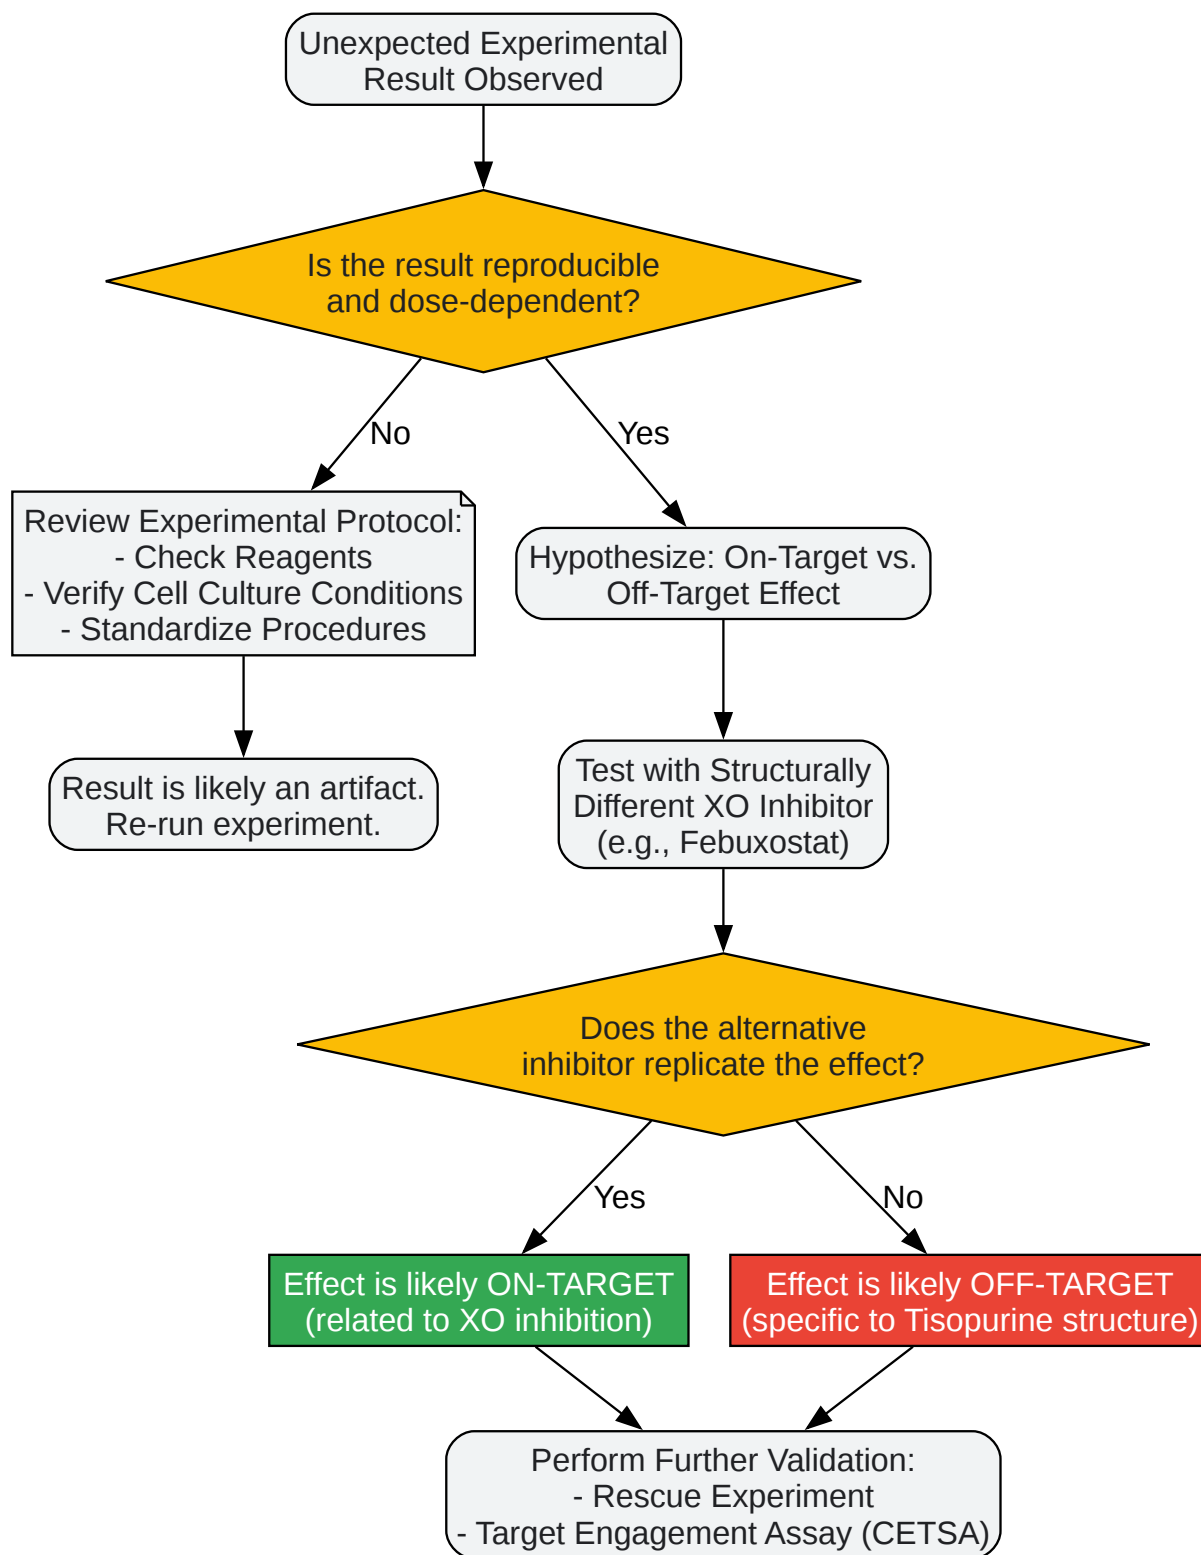 Unexpected Experimental
Result Observed
Is the result reproducible
and dose-dependent?
No
Yes
Review Experimental Protocol:
- Check Reagents
- Verify Cell Culture Conditions
- Standardize Procedures
Hypothesize: On-Target vs.
Off-Target Effect
Result is likely an artifact.
Re-run experiment.
Test with Structurally
Different XO Inhibitor
(e.g., Febuxostat)
Does the alternative
inhibitor replicate the effect?
Yes
No
Effect is likely ON-TARGET
(related to XO inhibition)
Effect is likely OFF-TARGET
(specific to Tisopurine structure)
Perform Further Validation:
- Rescue Experiment
- Target Engagement Assay (CETSA)